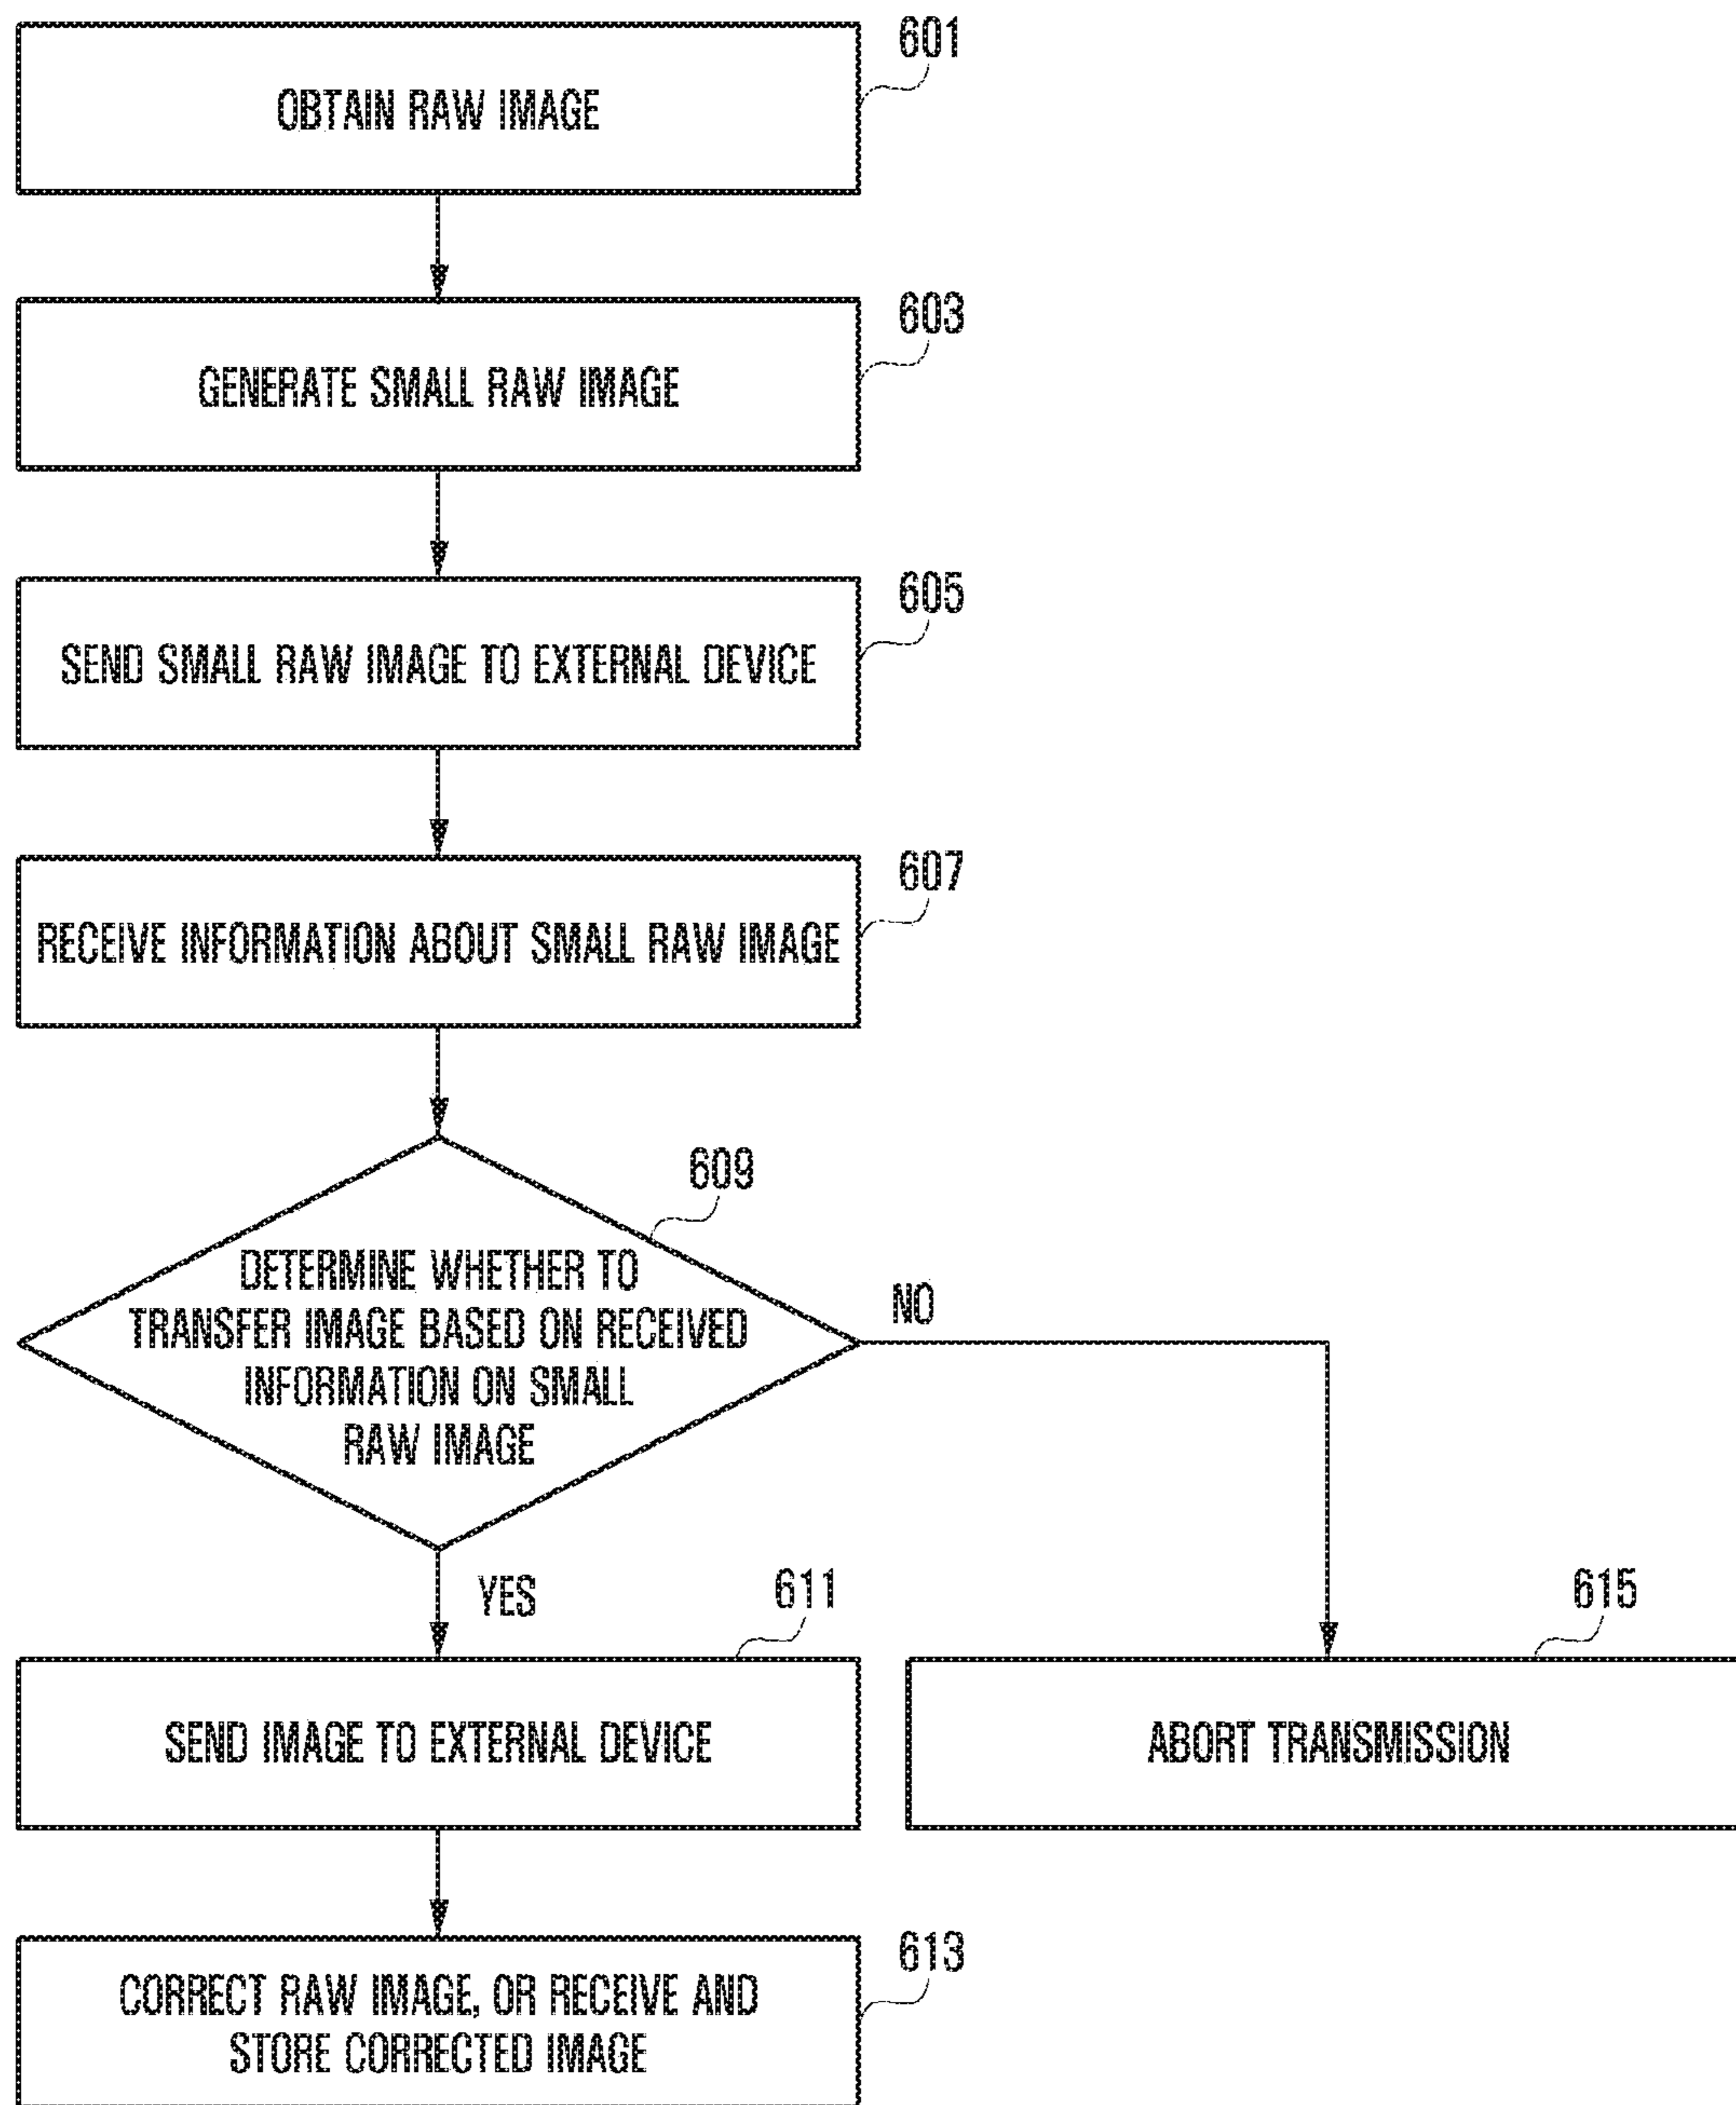 601
OBTAIN RAW IMAGE
603
GENERATE SMALL RAW IMAGE
605
SEND SMALL RAW IMAGE TO EXTERNAL DEVICE
607
RECEIVE INFORMATION ABOUT SMALL RAW IMAGE
609
DETERMINE WHETHER TO
TRANSFER IMAGE BASED ON RECEIVED
INFORMATION ON SMALL
RAW IMAGE
NO
YES
611
615
SEND IMAGE TO EXTERNAL DEVICE
ABORT TRANSMISSION
613
CORRECT RAW IMAGE, OR RECEIVE AND
STORE CORRECTED IMAGE